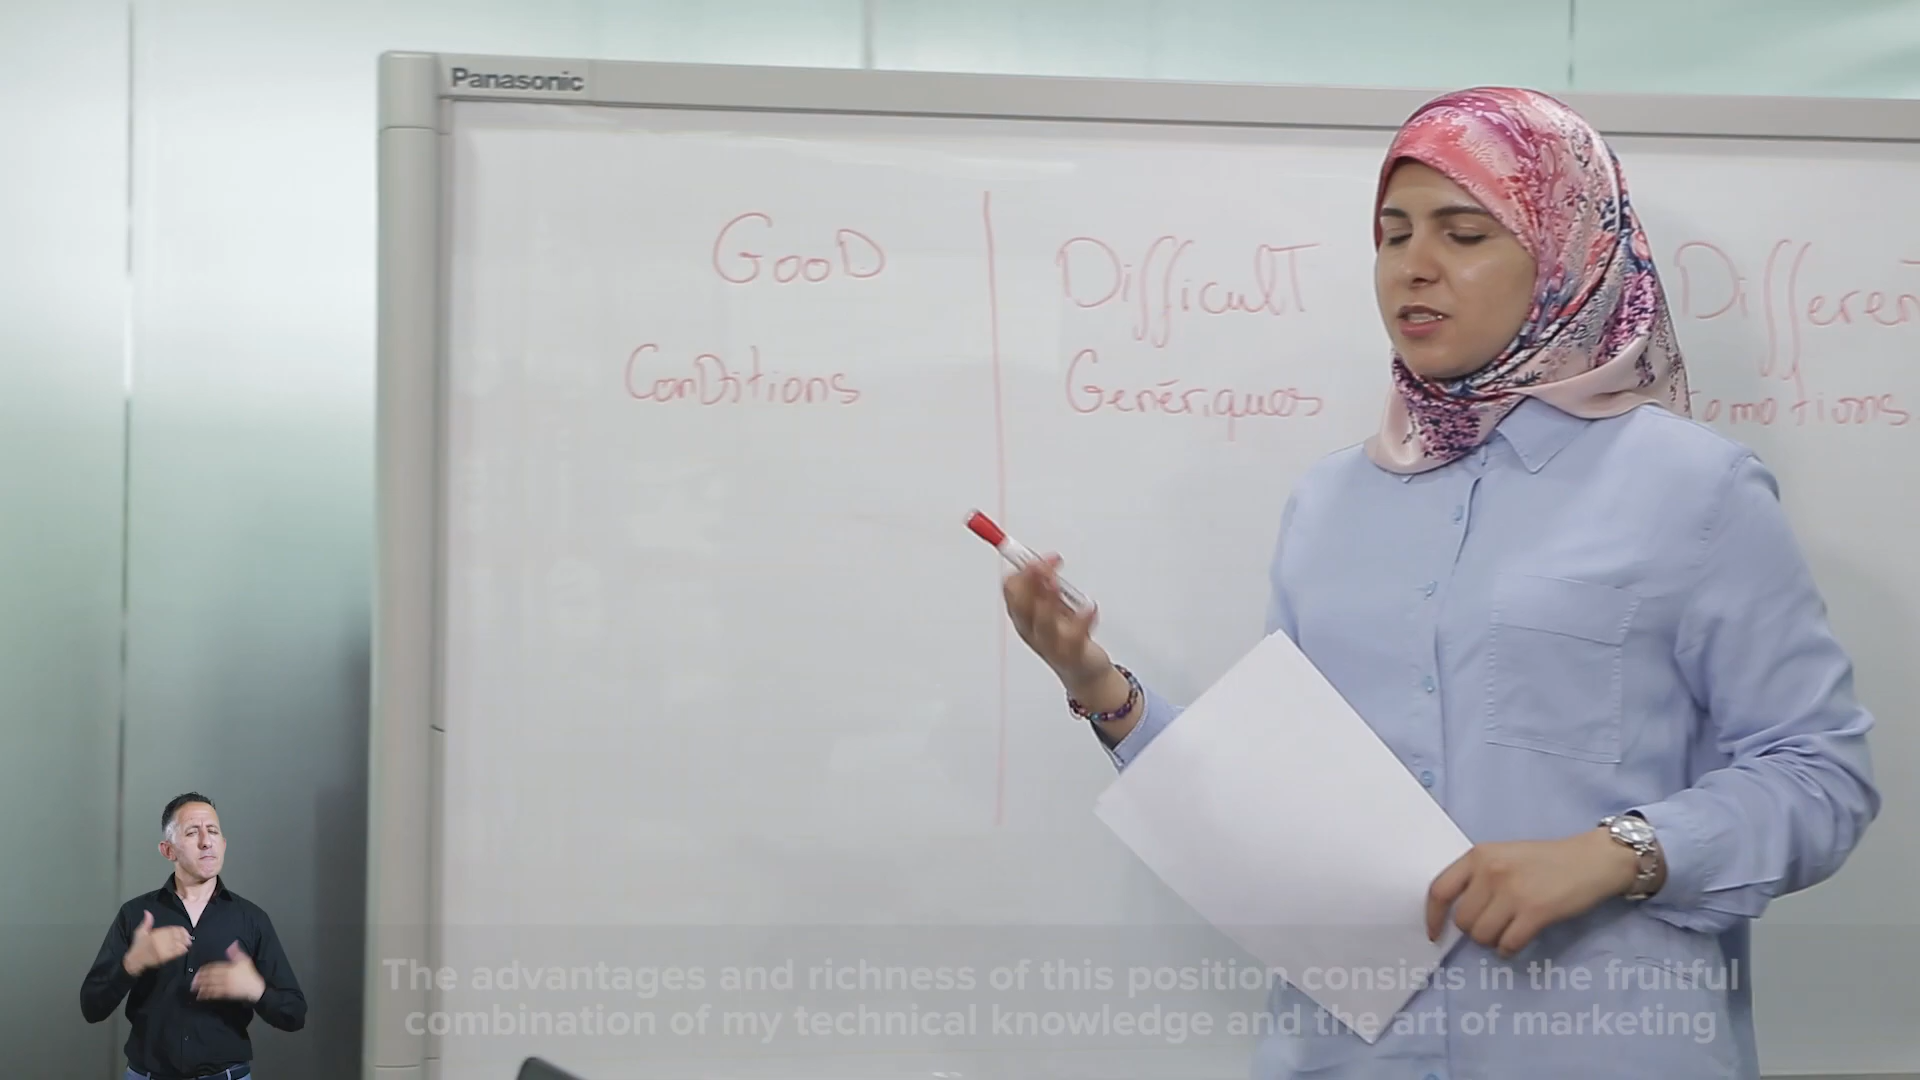 Panasonic
GooD
Difficult
Differen
ConDitions
Genériques
omotions
The advantages and richness of this position consists in the fruitful
combination of my technical knowledge and the art of marketing